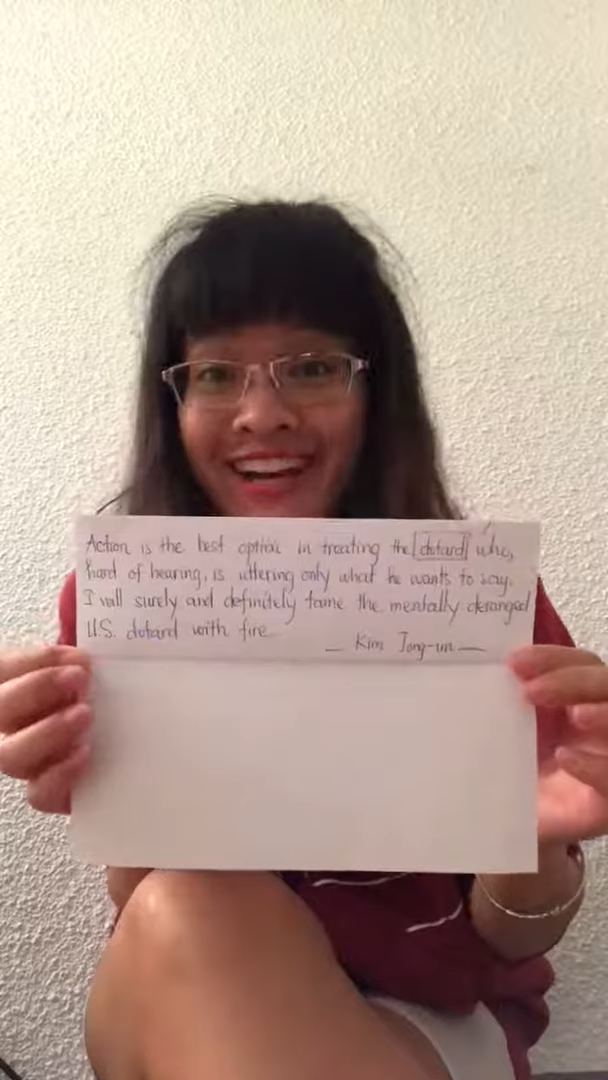 Action is the best option in treating the dotard who,
hard of hearing, is uttering only what he wants to say.
I will surely and definitely tame the mentally deranged
U.S. dotard with fire
— Kim Jong-un —